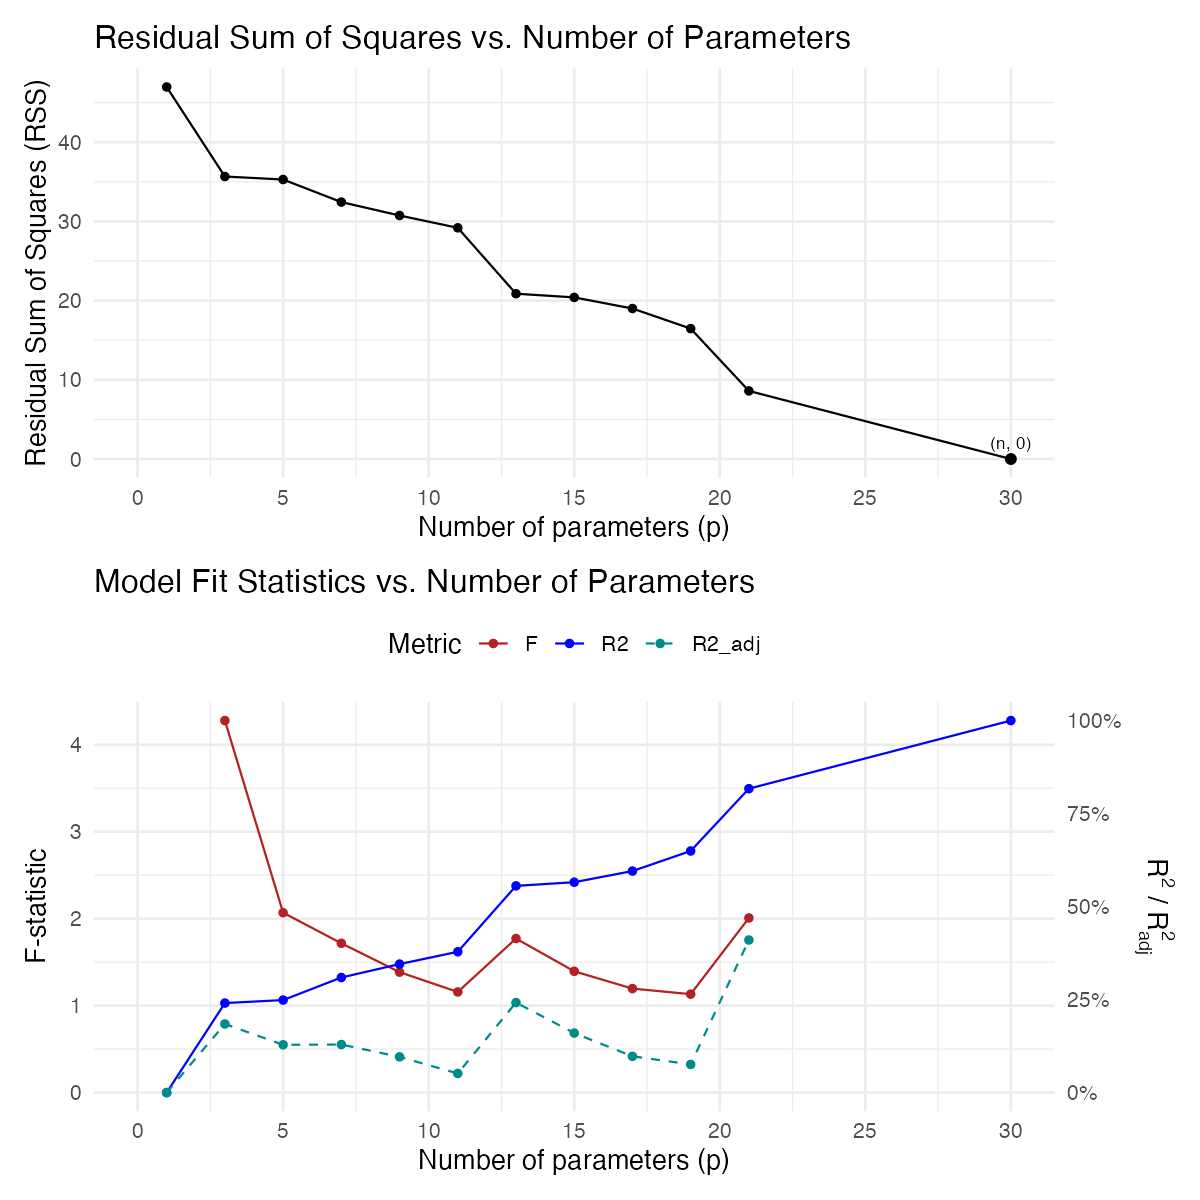 Residual Sum of Squares vs. Number of Parameters
Residual Sum of Squares (RSS)
40
30
20
10
0
(n, 0)
0 5 10 15 20 25 30
Number of parameters (p)
Model Fit Statistics vs. Number of Parameters
Metric F R2 R2_adj
F-statistic
4
3
2
1
0
100%
75%
50%
25%
0%
R² / R²adj
0 5 10 15 20 25 30
Number of parameters (p)